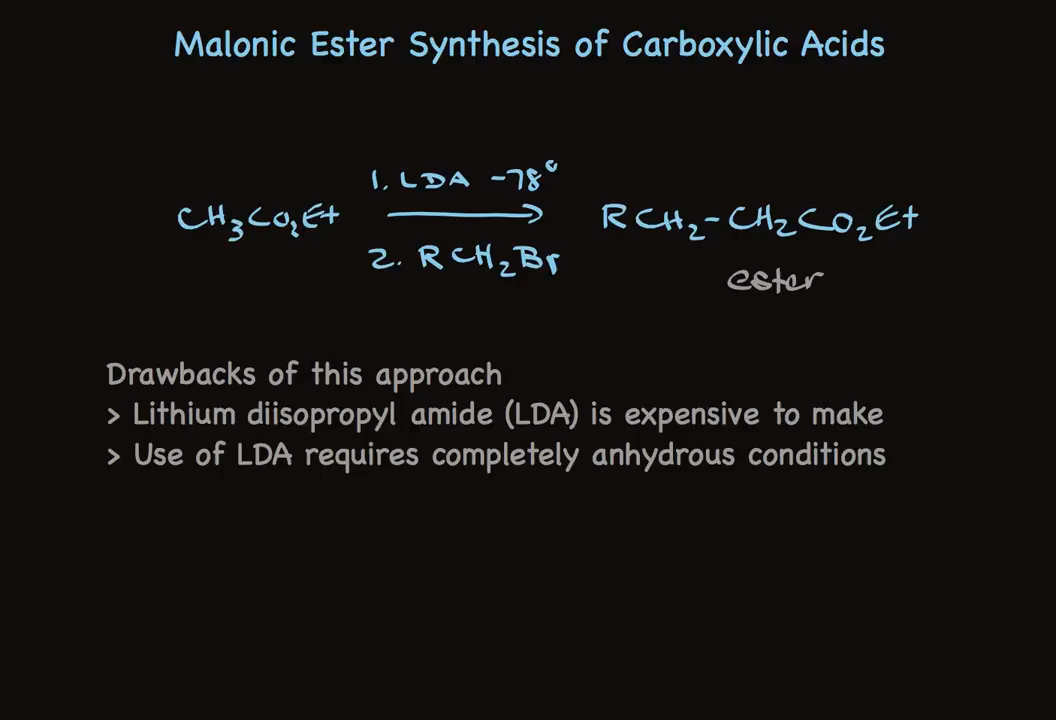 Malonic Ester Synthesis of Carboxylic Acids
1. LDA -78°
CH₃CO₂Et → RCH₂-CH₂CO₂Et
2. RCH₂Br
ester
Drawbacks of this approach
> Lithium diisopropyl amide (LDA) is expensive to make
> Use of LDA requires completely anhydrous conditions